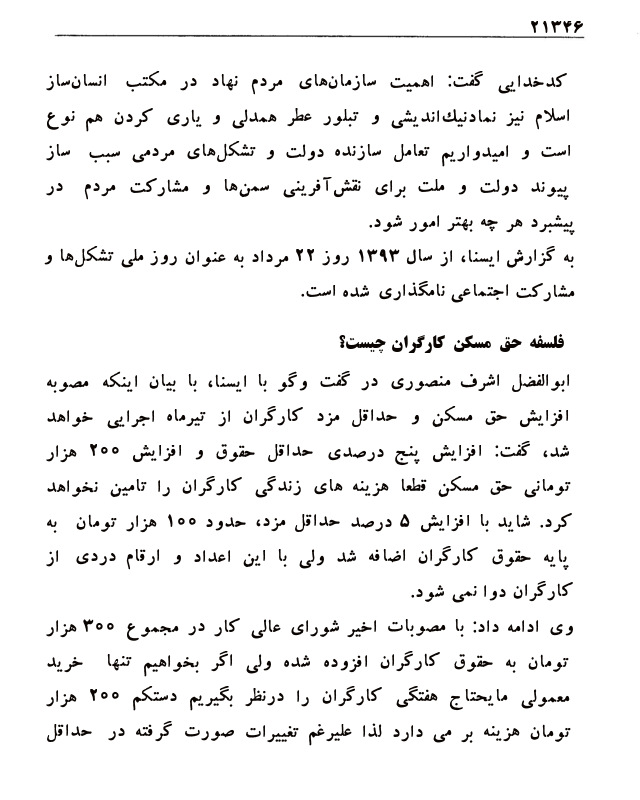 ۲۱۳۴۶
کدخدایی گفت: اهمیت سازمان‌های مردم نهاد در مکتب انسان‌ساز
اسلام نیز نمادنیك‌اندیشی و تبلور عطر همدلی و یاری کردن هم نوع
است و امیدواریم تعامل سازنده دولت و تشکل‌های مردمی سبب ساز
پیوند دولت و ملت برای نقش‌آفرینی سمن‌ها و مشارکت مردم در
پیشبرد هر چه بهتر امور شود.
به گزارش ایسنا، از سال ۱۳۹۳ روز ۲۲ مرداد به عنوان روز ملی تشکل‌ها و
مشارکت اجتماعی نامگذاری شده است.
فلسفه حق مسکن کارگران چیست؟
ابوالفضل اشرف منصوری در گفت وگو با ایسنا، با بیان اینکه مصوبه
افزایش حق مسکن و حداقل مزد کارگران از تیرماه اجرایی خواهد
شد، گفت: افزایش پنج درصدی حداقل حقوق و افزایش ۲۰۰ هزار
تومانی حق مسکن قطعا هزینه های زندگی کارگران را تامین نخواهد
کرد. شاید با افزایش ۵ درصد حداقل مزد، حدود ۱۰۰ هزار تومان به
پایه حقوق کارگران اضافه شد ولی با این اعداد و ارقام دردی از
کارگران دوا نمی شود.
وی ادامه داد: با مصوبات اخیر شورای عالی کار در مجموع ۳۰۰ هزار
تومان به حقوق کارگران افزوده شده ولی اگر بخواهیم تنها خرید
معمولی مایحتاج هفتگی کارگران را درنظر بگیریم دستکم ۲۰۰ هزار
تومان هزینه بر می دارد لذا علیرغم تغییرات صورت گرفته در حداقل